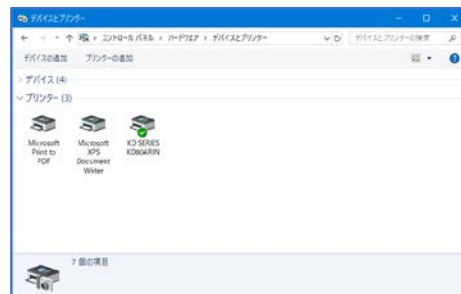 デバイスとプリンター
コントロール パネル › ハードウェア › デバイスとプリンター
デバイスとプリンターの検索
デバイスの追加 プリンターの追加
デバイス (4)
プリンター (3)
Microsoft Print to PDF
Microsoft XPS Document Writer
KD SERIES
7 個の項目